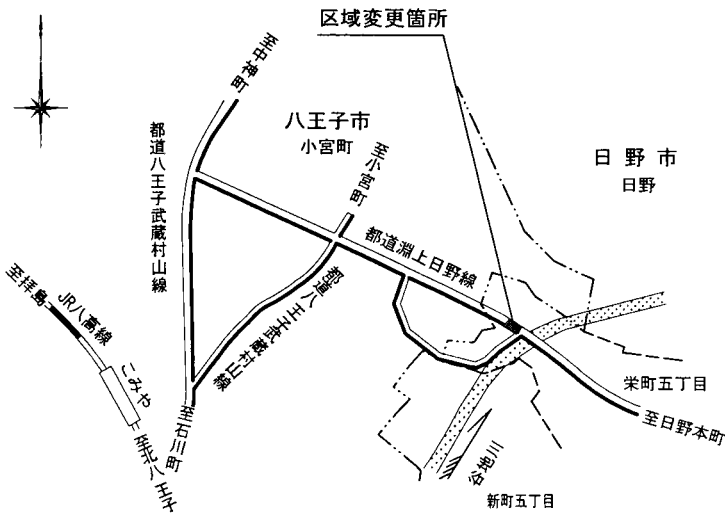 区域変更箇所
至中神町
八王子市
小宮町
日野市
日野
都道八王子武蔵村山線
至小宮町
都道淵上日野線
都道八王子武蔵村山線
至拝島
JR八高線
こみや
至北八王子
至石川町
栄町五丁目
至日野本町
三地谷
新町五丁目